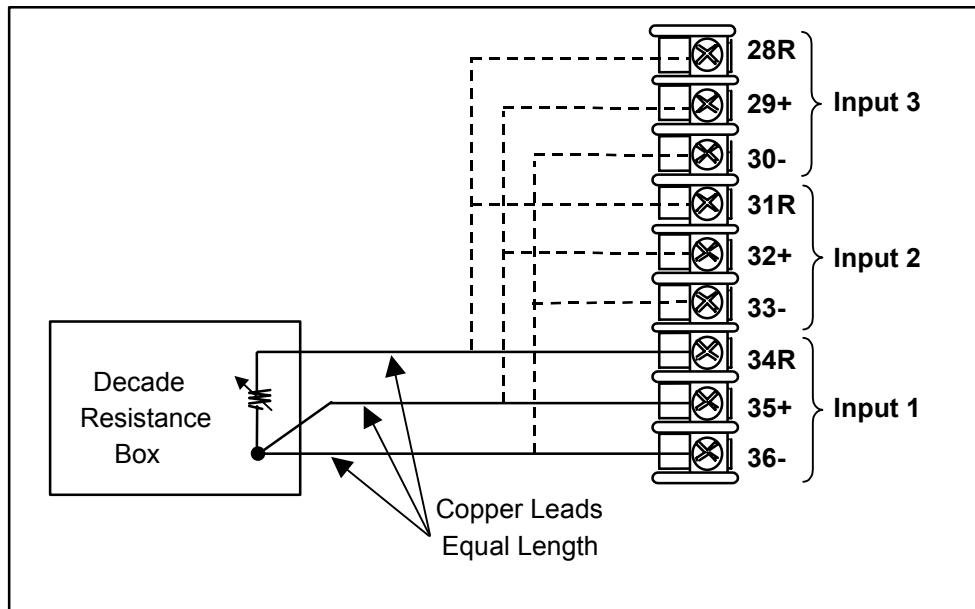 28R
29+
Input 3
30-
31R
32+
Input 2
33-
34R
35+
Input 1
36-
Decade
Resistance
Box
Copper Leads
Equal Length